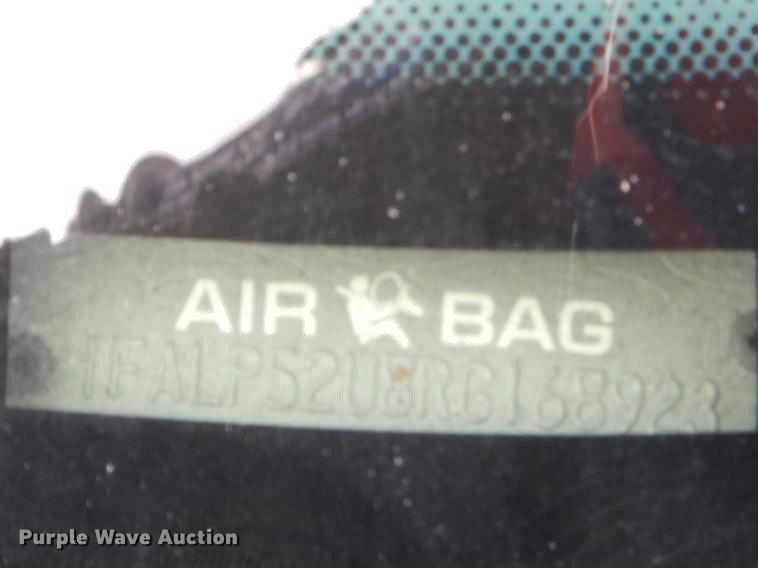 AIR BAG
1FALP52U8RG168923
Purple Wave Auction